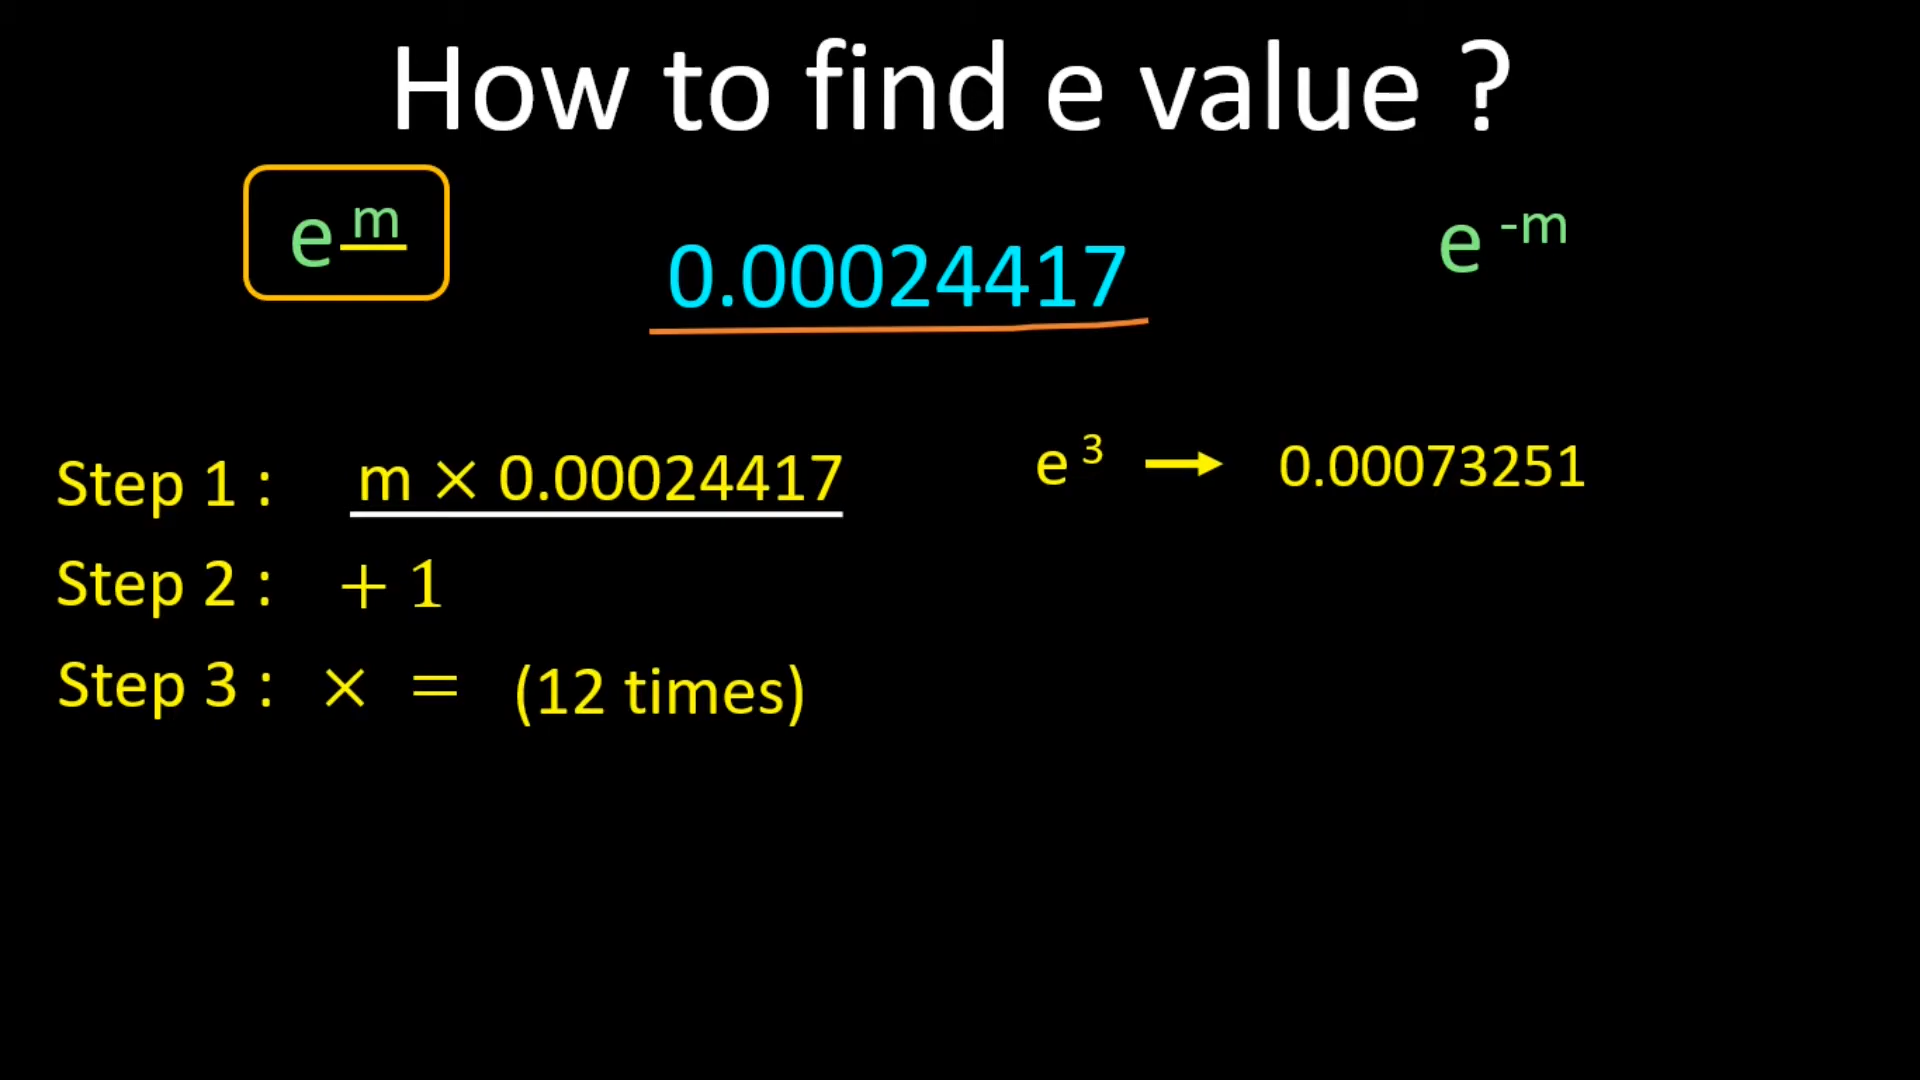 How to find e value ?
e m
0.00024417
e -m
Step 1 : m × 0.00024417
e 3 → 0.00073251
Step 2 : + 1
Step 3 : × = (12 times)